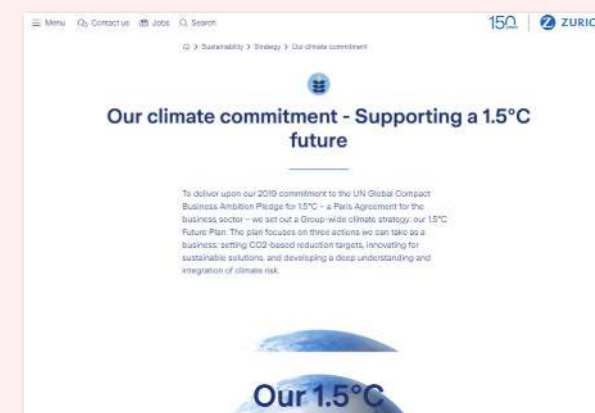 Menu Contact us Jobs Search
150 ZURIC
Sustainability > Strategy > Our climate commitment
Our climate commitment - Supporting a 1.5°C
future
To deliver upon our 2019 commitment to the UN Global Compact
Business Ambition Pledge for 1.5°C – a Paris Agreement for the
business sector – we set out a Group-wide climate strategy: our 1.5°C
Future Plan. The plan focuses on three actions we can take as a
business: setting CO2-based reduction targets, innovating for
sustainable solutions, and developing a deep understanding and
integration of climate risk.
Our 1.5°C